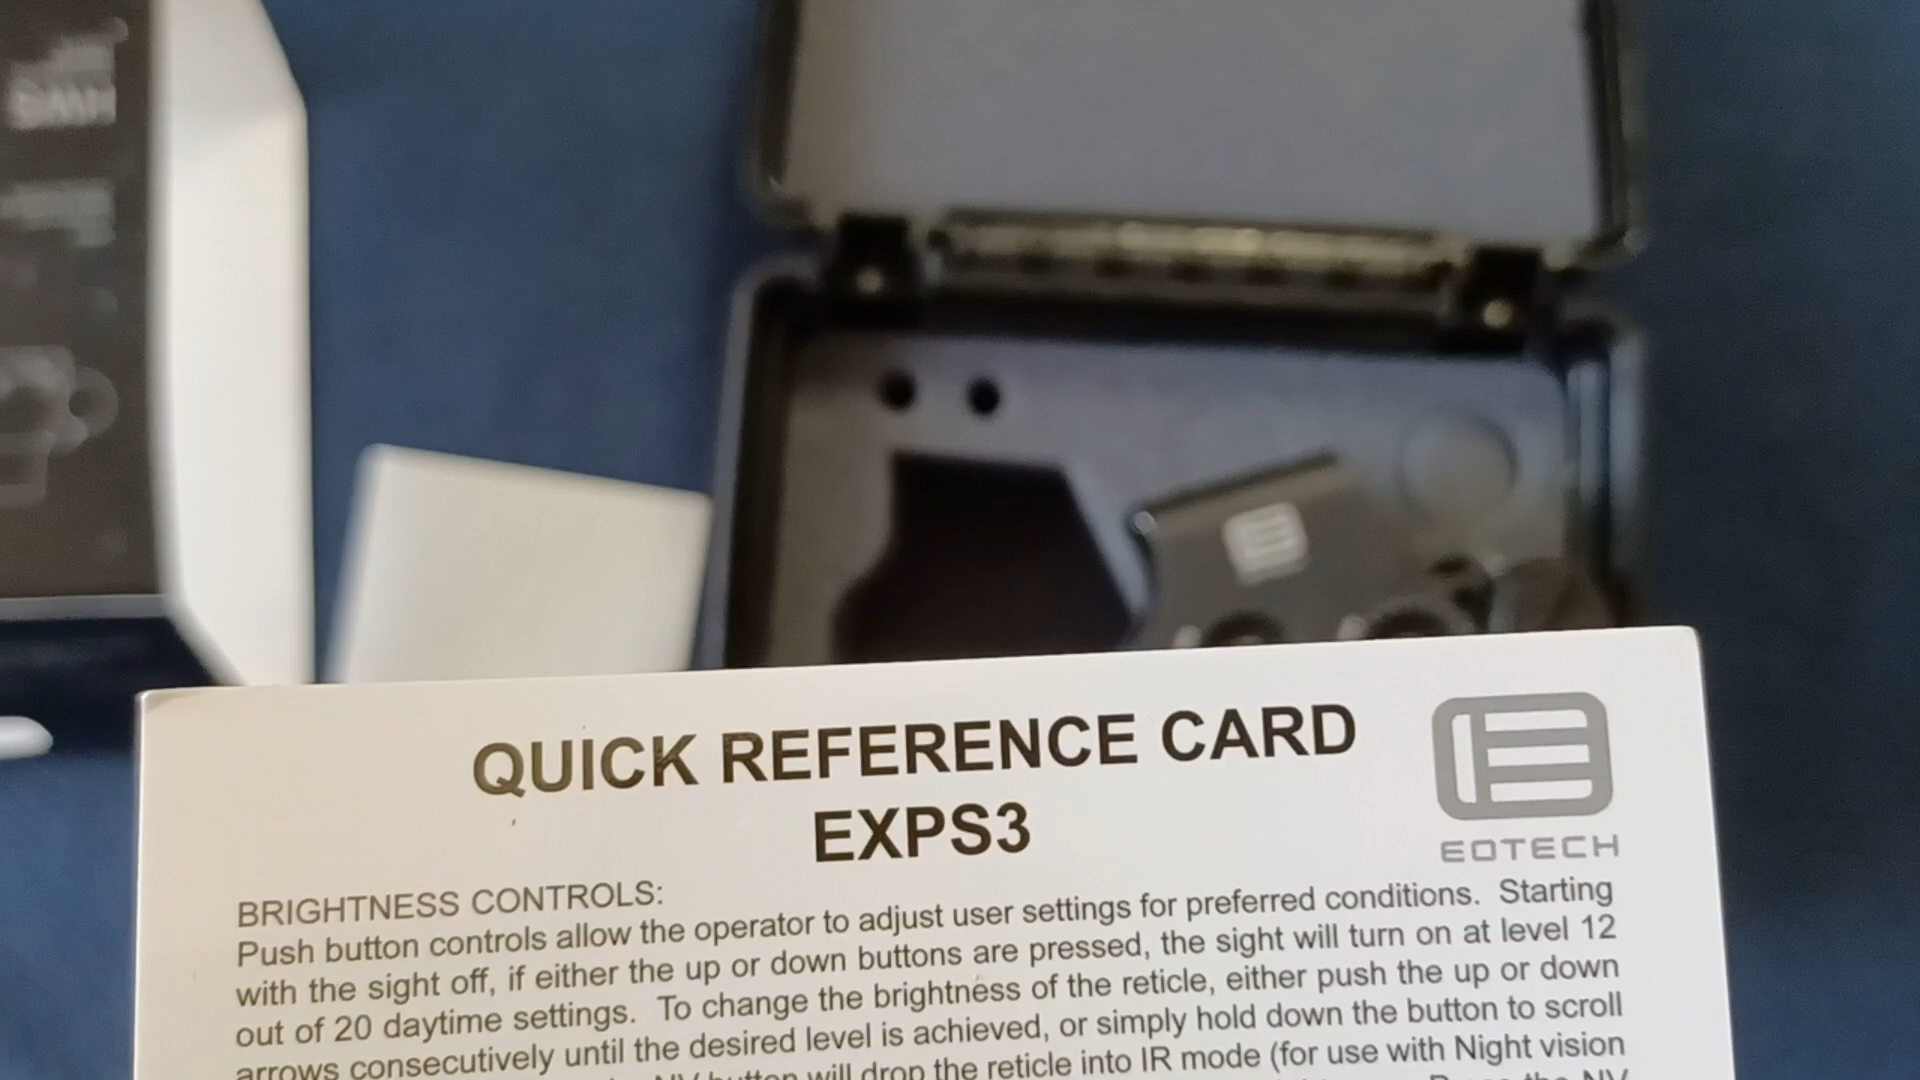 HWS
QUICK REFERENCE CARD
EXPS3
EOTECH
BRIGHTNESS CONTROLS:
Push button controls allow the operator to adjust user settings for preferred conditions. Starting
with the sight off, if either the up or down buttons are pressed, the sight will turn on at level 12
out of 20 daytime settings. To change the brightness of the reticle, either push the up or down
arrows consecutively until the desired level is achieved, or simply hold down the button to scroll
NV button will drop the reticle into IR mode (for use with Night vision